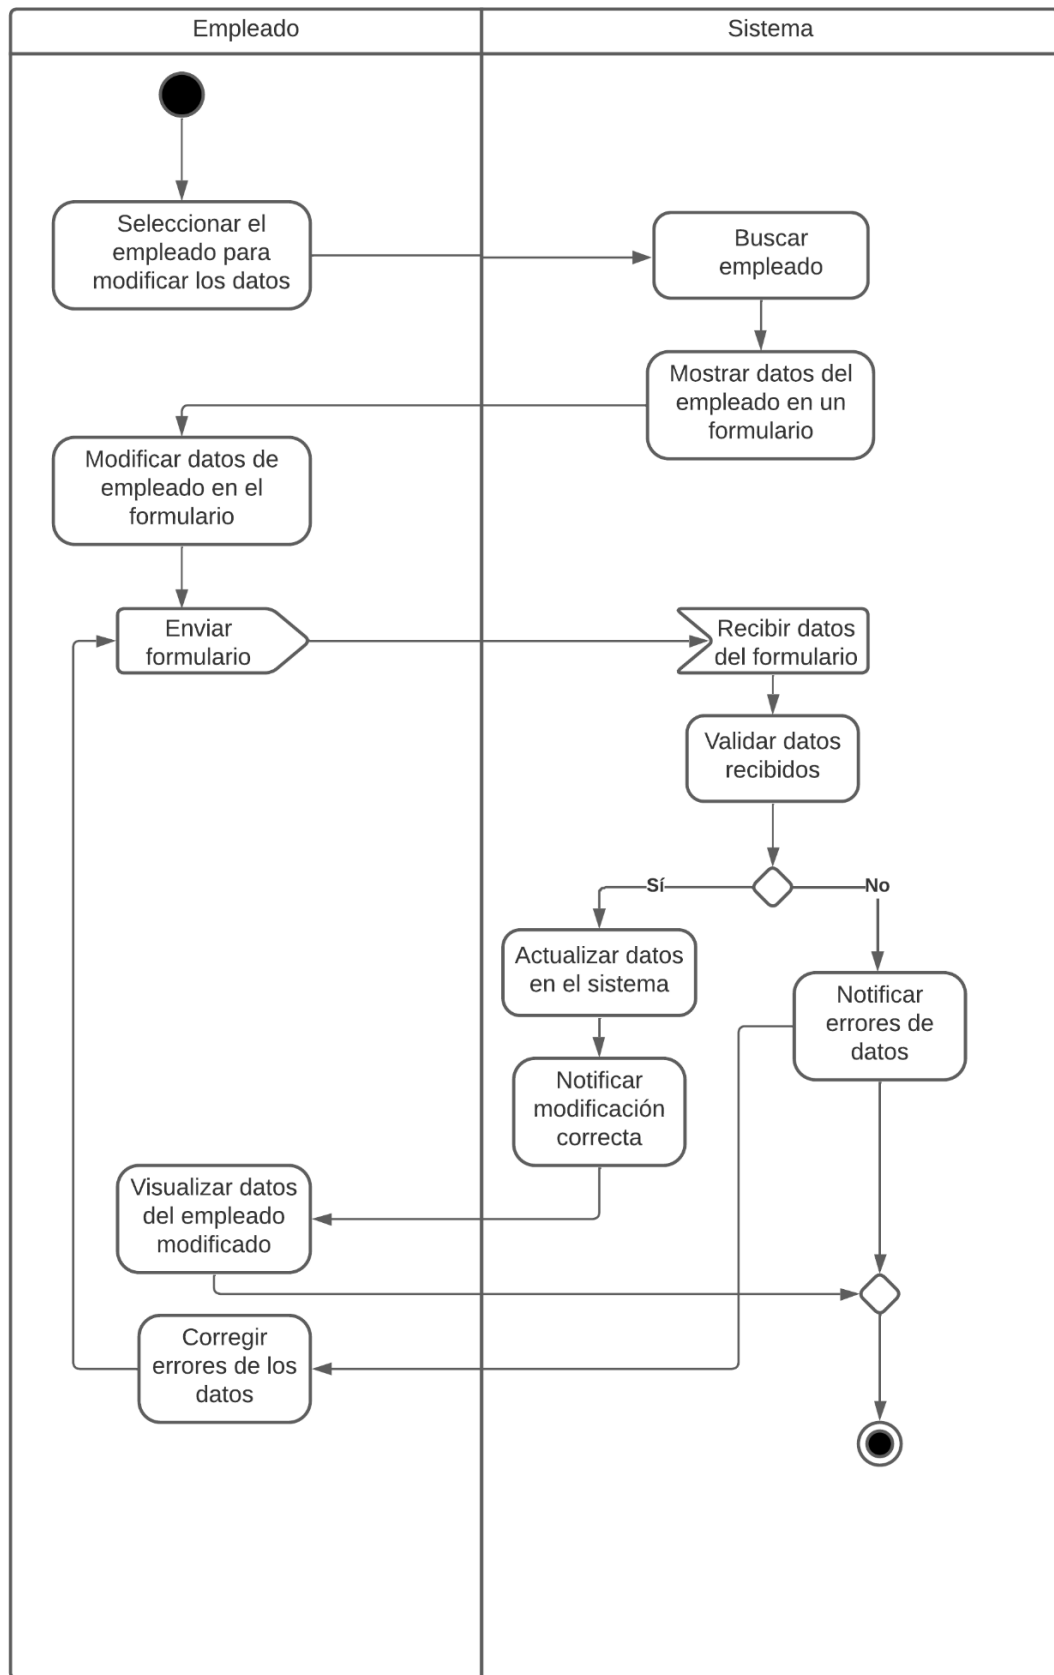 Empleado
Sistema
Seleccionar el
empleado para
modificar los datos
Buscar
empleado
Mostrar datos del
empleado en un
formulario
Modificar datos de
empleado en el
formulario
Enviar
formulario
Recibir datos
del formulario
Validar datos
recibidos
Sí
No
Actualizar datos
en el sistema
Notificar
errores de
datos
Notificar
modificación
correcta
Visualizar datos
del empleado
modificado
Corregir
errores de los
datos